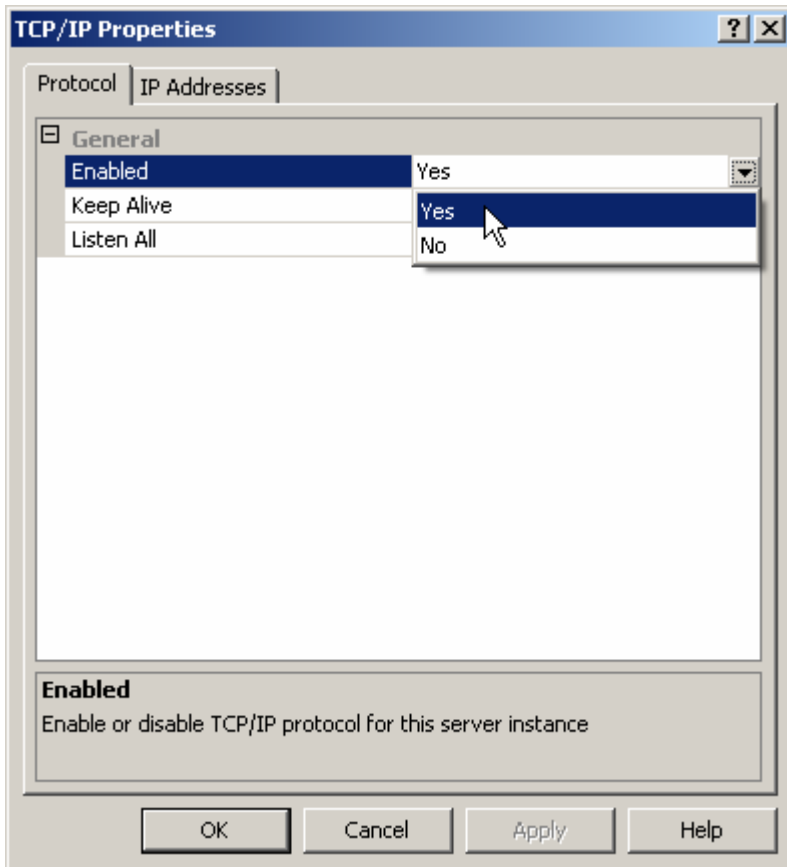 TCP/IP Properties
Protocol
IP Addresses
General
Enabled Yes
Keep Alive Yes
Listen All No
Enabled
Enable or disable TCP/IP protocol for this server instance
OK Cancel Apply Help